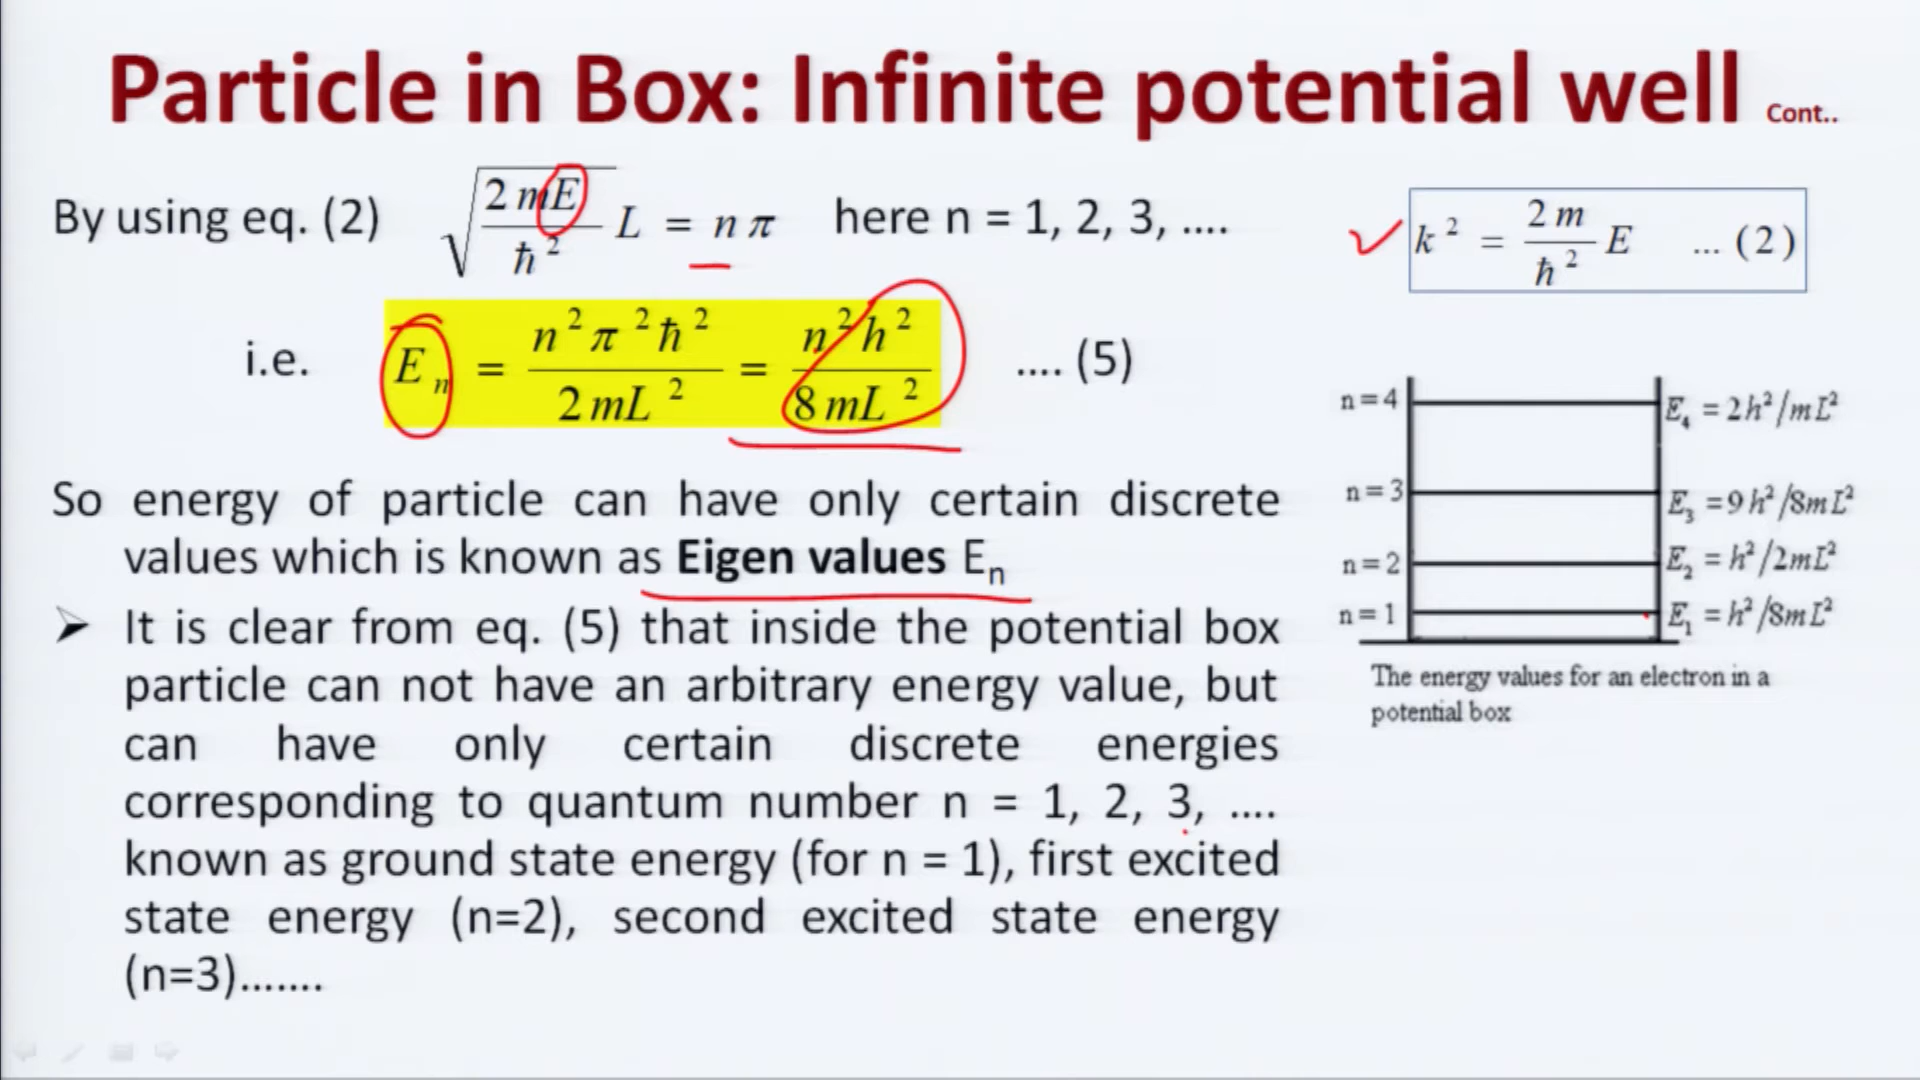 Particle in Box: Infinite potential well Cont..
By using eq. (2) √(2mE/ħ²) L = nπ here n = 1, 2, 3, ....
k² = 2m/ħ² E ... (2)
i.e. Eₙ = n²π²ħ²/2mL² = n²h²/8mL² .... (5)
So energy of particle can have only certain discrete
values which is known as Eigen values Eₙ
➢ It is clear from eq. (5) that inside the potential box
particle can not have an arbitrary energy value, but
can have only certain discrete energies
corresponding to quantum number n = 1, 2, 3, ....
known as ground state energy (for n = 1), first excited
state energy (n=2), second excited state energy
(n=3).......
n=4 E₄ = 2h²/mL²
n=3 E₃ =9h²/8mL²
n=2 E₂ = h²/2mL²
n=1 E₁ = h²/8mL²
The energy values for an electron in a
potential box